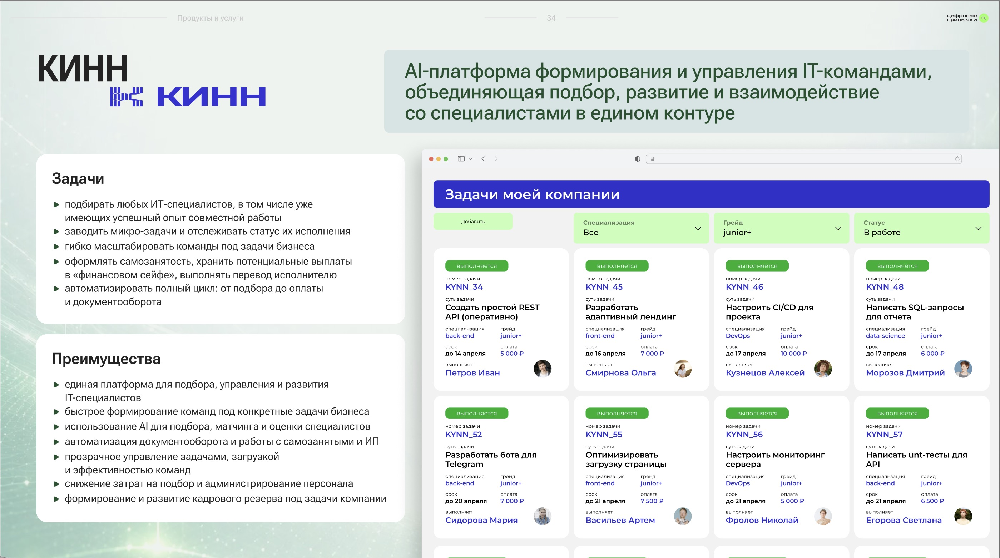 Продукты и услуги
34
цифровые
привычки
ГК
КИНН
КИНН
AI-платформа формирования и управления IT-командами,
объединяющая подбор, развитие и взаимодействие
со специалистами в едином контуре
Задачи
подбирать любых ИТ-специалистов, в том числе уже
имеющих успешный опыт совместной работы
заводить микро-задачи и отслеживать статус их исполнения
гибко масштабировать команды под задачи бизнеса
оформлять самозанятость, хранить потенциальные выплаты
в «финансовом сейфе», выполнять перевод исполнителю
автоматизировать полный цикл: от подбора до оплаты
и документооборота
Преимущества
единая платформа для подбора, управления и развития
IT-специалистов
быстрое формирование команд под конкретные задачи бизнеса
использование AI для подбора, матчинга и оценки специалистов
автоматизация документооборота и работы с самозанятыми и ИП
прозрачное управление задачами, загрузкой
и эффективностью команд
снижение затрат на подбор и администрирование персонала
формирование и развитие кадрового резерва под задачи компании
Задачи моей компании
Добавить
Специализация
Все
Грейд
junior+
Статус
В работе
выполняется
номер задачи
KYNN_34
суть задачи
Создать простой REST
API (оперативно)
специализация грейд
back-end junior+
срок оплата
до 14 апреля 5 000 ₽
выполняет
Петров Иван
выполняется
номер задачи
KYNN_45
суть задачи
Разработать
адаптивный лендинг
специализация грейд
front-end junior+
срок оплата
до 16 апреля 7 000 ₽
выполняет
Смирнова Ольга
выполняется
номер задачи
KYNN_46
суть задачи
Настроить CI/CD для
проекта
специализация грейд
DevOps junior+
срок оплата
до 17 апреля 10 000 ₽
выполняет
Кузнецов Алексей
выполняется
номер задачи
KYNN_48
суть задачи
Написать SQL-запросы
для отчета
специализация грейд
data-science junior+
срок оплата
до 17 апреля 6 000 ₽
выполняет
Морозов Дмитрий
выполняется
номер задачи
KYNN_52
суть задачи
Разработать бота для
Telegram
специализация грейд
back-end junior+
срок оплата
до 20 апреля 7 000 ₽
выполняет
Сидорова Мария
выполняется
номер задачи
KYNN_55
суть задачи
Оптимизировать
загрузку страницы
специализация грейд
front-end junior+
срок оплата
до 21 апреля 7 500 ₽
выполняет
Васильев Артем
выполняется
номер задачи
KYNN_56
суть задачи
Настроить мониторинг
сервера
специализация грейд
DevOps junior+
срок оплата
до 21 апреля 5 000 ₽
выполняет
Фролов Николай
выполняется
номер задачи
KYNN_57
суть задачи
Написать unt-тесты для
API
специализация грейд
back-end junior+
срок оплата
до 21 апреля 6 500 ₽
выполняет
Егорова Светлана